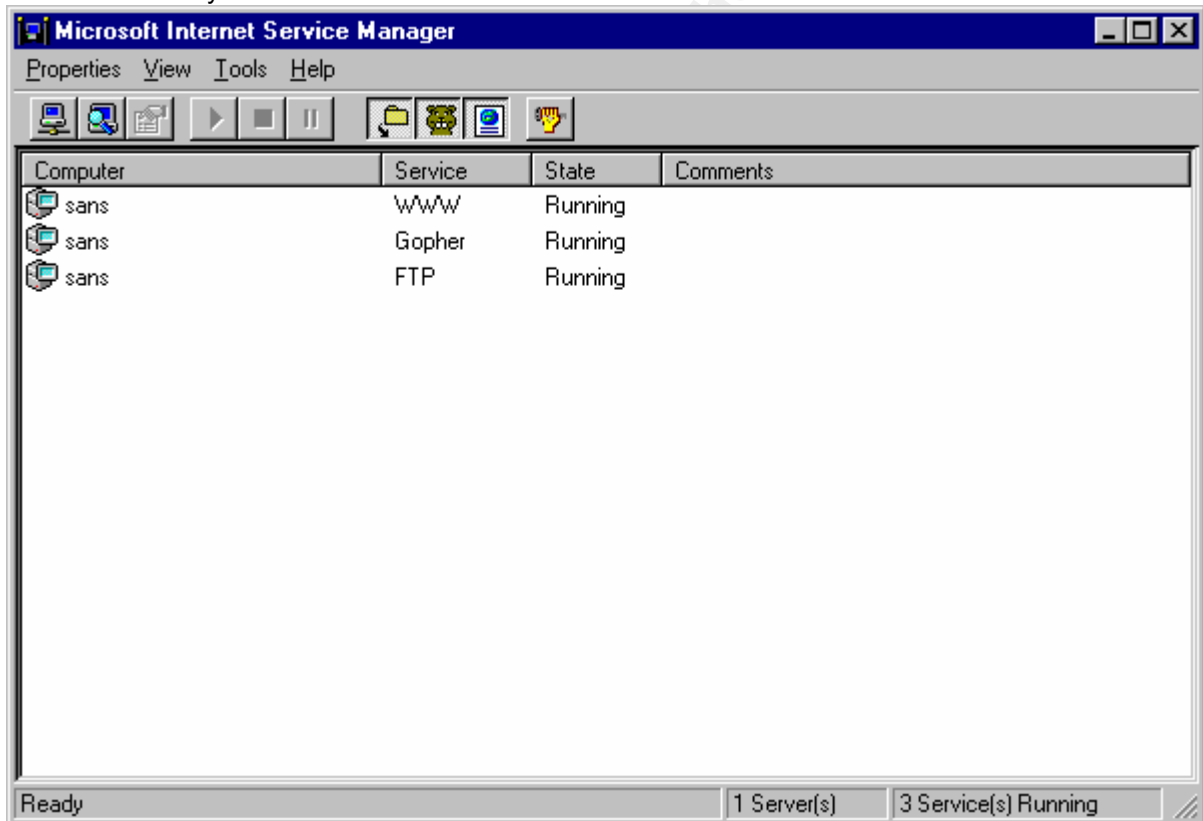 Microsoft Internet Service Manager
Properties View Tools Help
Computer Service State Comments
sans WWW Running
sans Gopher Running
sans FTP Running
Ready 1 Server(s) 3 Service(s) Running